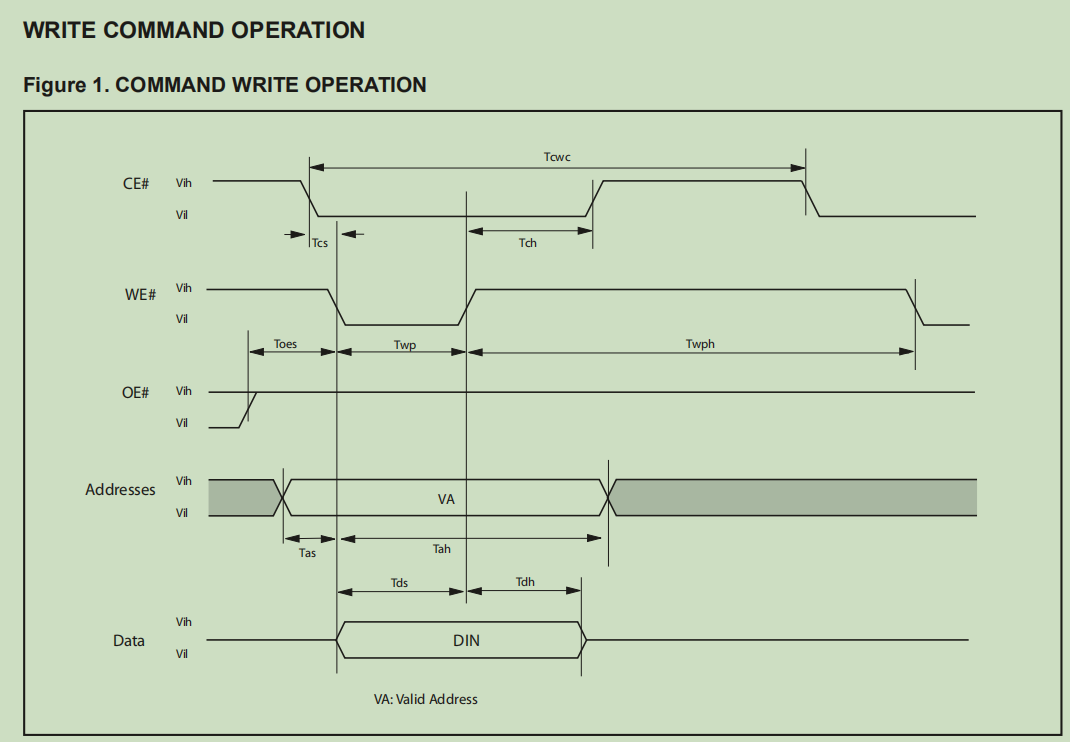 WRITE COMMAND OPERATION
Figure 1. COMMAND WRITE OPERATION
Tcwc
CE# Vih
Vil
Tcs Tch
WE# Vih
Vil
Toes Twp Twph
OE# Vih
Vil
Addresses Vih
VA
Vil
Tas Tah
Tds Tdh
Vih
Data DIN
Vil
VA: Valid Address